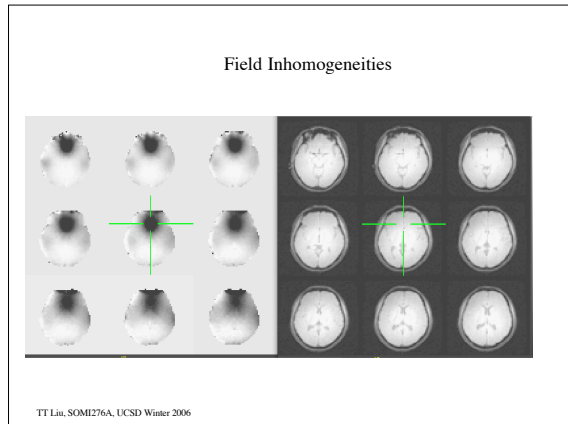 Field Inhomogeneities
TT Liu, SOMI276A, UCSD Winter 2006